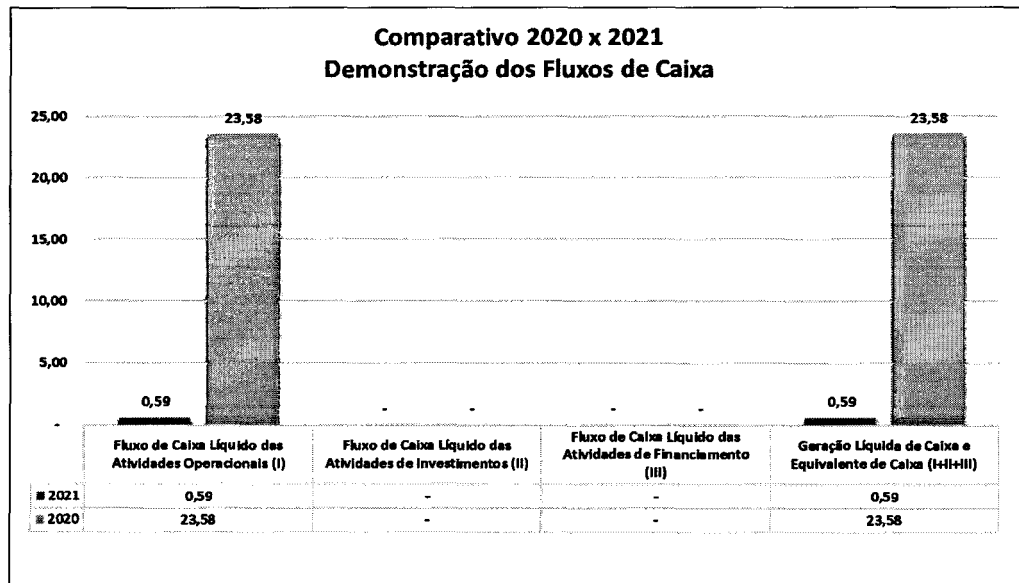 Comparativo 2020 x 2021
Demonstração dos Fluxos de Caixa
25,00
20,00
15,00
10,00
5,00
-
23,58
23,58
0,59
-
-
-
-
0,59
Fluxo de Caixa Líquido das Atividades Operacionais (I)
Fluxo de Caixa Líquido das Atividades de Investimentos (II)
Fluxo de Caixa Líquido das Atividades de Financiamento (III)
Geração Líquida de Caixa e Equivalente de Caixa (I+II+III)
2021 0,59 - - 0,59
2020 23,58 - - 23,58